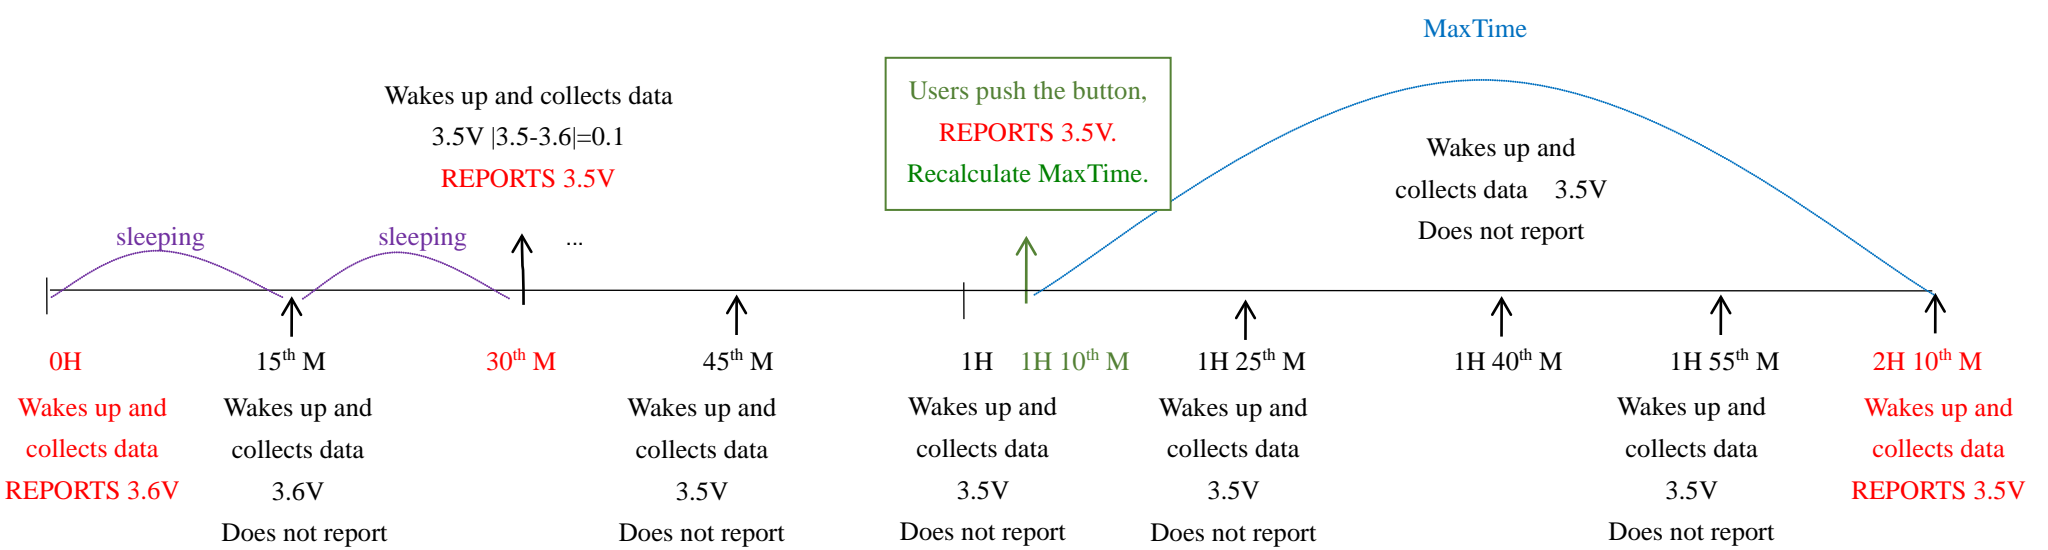 MaxTime
Wakes up and collects data
3.5V |3.5-3.6|=0.1
REPORTS 3.5V
Users push the button,
REPORTS 3.5V.
Recalculate MaxTime.
Wakes up and
collects data 3.5V
Does not report
sleeping
sleeping
...
0H
15th M
30th M
45th M
1H
1H 10th M
1H 25th M
1H 40th M
1H 55th M
2H 10th M
Wakes up and
collects data
REPORTS 3.6V
Wakes up and
collects data
3.6V
Does not report
Wakes up and
collects data
3.5V
Does not report
Wakes up and
collects data
3.5V
Does not report
Wakes up and
collects data
3.5V
Does not report
Wakes up and
collects data
3.5V
Does not report
Wakes up and
collects data
REPORTS 3.5V